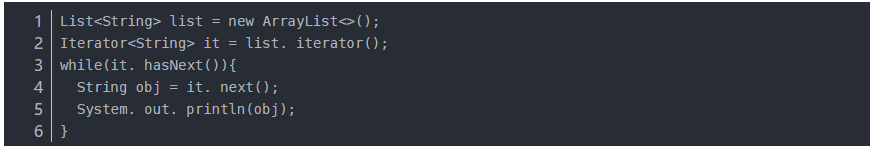 1 List<String> list = new ArrayList<>();
2 Iterator<String> it = list. iterator();
3 while(it. hasNext()){
4   String obj = it. next();
5   System. out. println(obj);
6 }